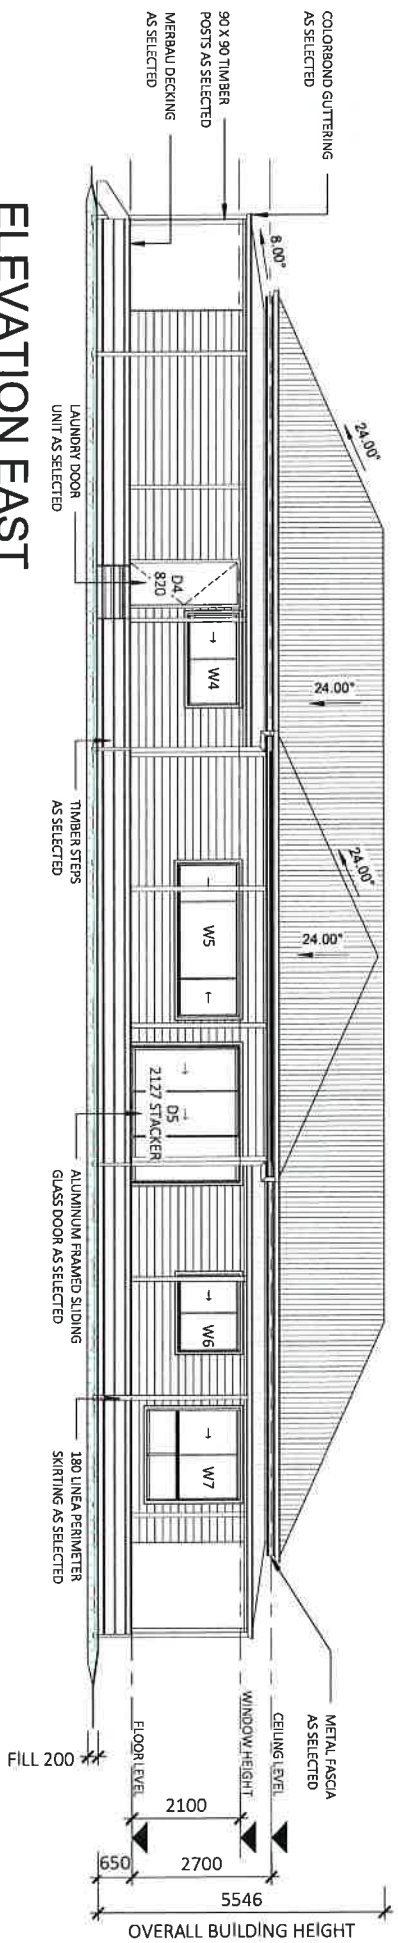 COLORBOND GUTTERING
AS SELECTED
90 X 90 TIMBER
POSTS AS SELECTED
MERBAU DECKING
AS SELECTED
8.00°
24.00°
24.00°
24.00°
24.00°
D4
820
W4
W5
D5
2127 STACKER
W6
W7
LAUNDRY DOOR
UNIT AS SELECTED
TIMBER STEPS
AS SELECTED
ALUMINUM FRAMED SLIDING
GLASS DOOR AS SELECTED
180 LINEA PERIMETER
SKIRTING AS SELECTED
METAL FASCIA
AS SELECTED
CEILING LEVEL
WINDOW HEIGHT
FLOOR LEVEL
FILL 200
2100
650
2700
5546
OVERALL BUILDING HEIGHT
ELEVATION EAST